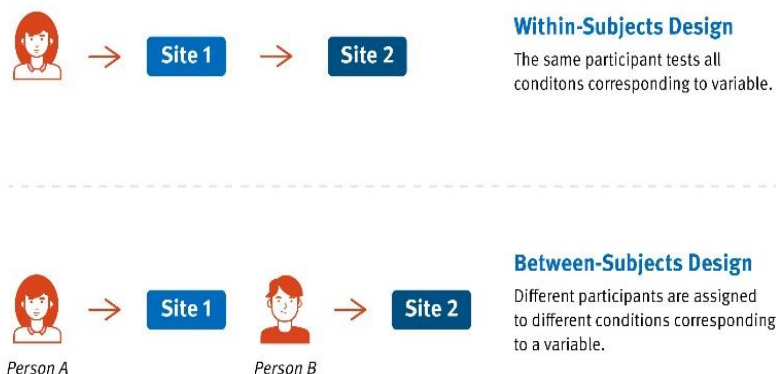 Site 1
Site 2
Within-Subjects Design
The same participant tests all
conditons corresponding to variable.
Site 1
Site 2
Person A
Person B
Between-Subjects Design
Different participants are assigned
to different conditions corresponding
to a variable.